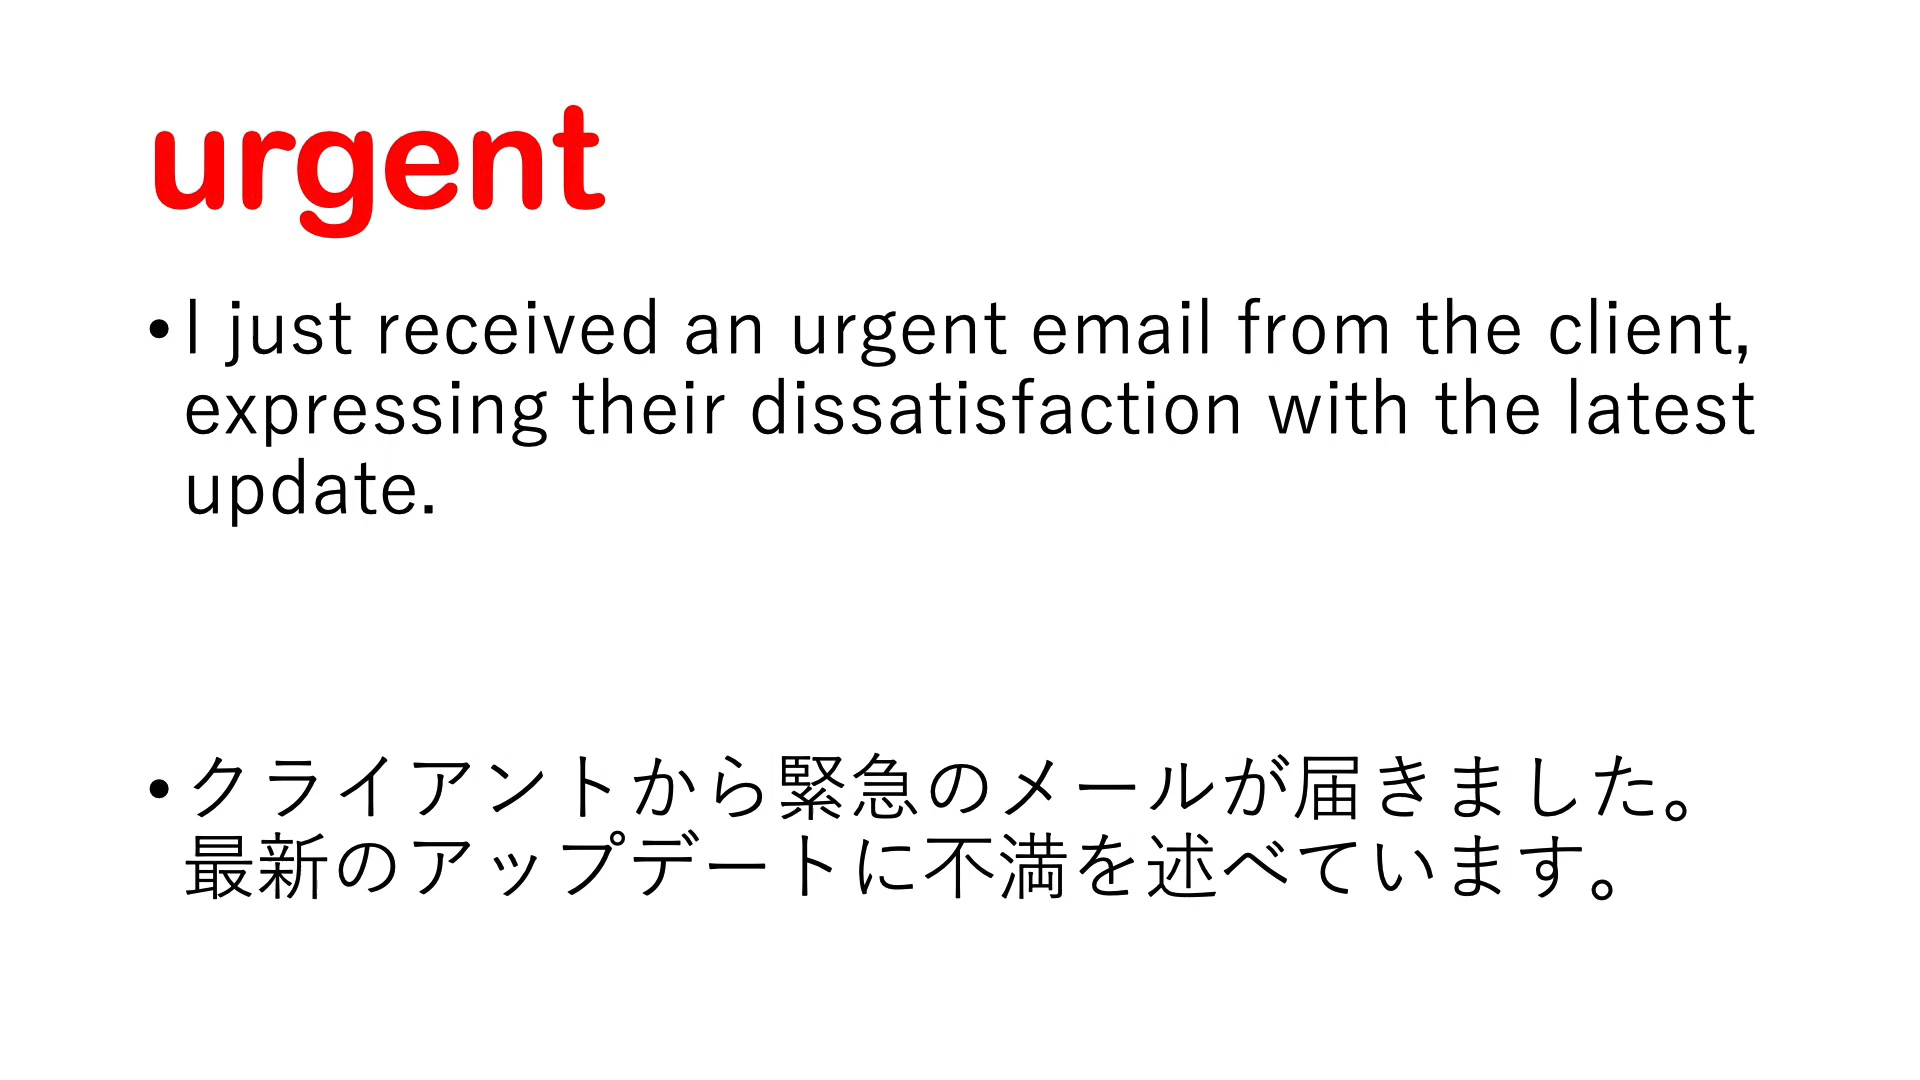 urgent
•I just received an urgent email from the client,
expressing their dissatisfaction with the latest
update.
•クライアントから緊急のメールが届きました。
最新のアップデートに不満を述べています。